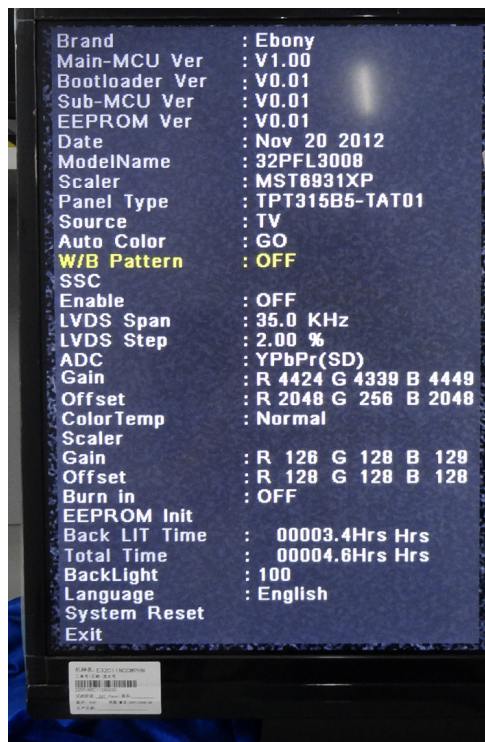 Brand : Ebony
Main-MCU Ver : V1.00
Bootloader Ver : V0.01
Sub-MCU Ver : V0.01
EEPROM Ver : V0.01
Date : Nov 20 2012
ModelName : 32PFL3008
Scaler : MST6931XP
Panel Type : TPT315B5-TAT01
Source : TV
Auto Color : GO
W/B Pattern : OFF
SSC
Enable : OFF
LVDS Span : 35.0 KHz
LVDS Step : 2.00 %
ADC : YPbPr(SD)
Gain : R 4424 G 4339 B 4449
Offset : R 2048 G 256 B 2048
ColorTemp : Normal
Scaler
Gain : R 126 G 128 B 129
Offset : R 128 G 128 B 128
Burn in : OFF
EEPROM Init
Back LIT Time : 00003.4Hrs Hrs
Total Time : 00004.6Hrs Hrs
BackLight : 100
Language : English
System Reset
Exit